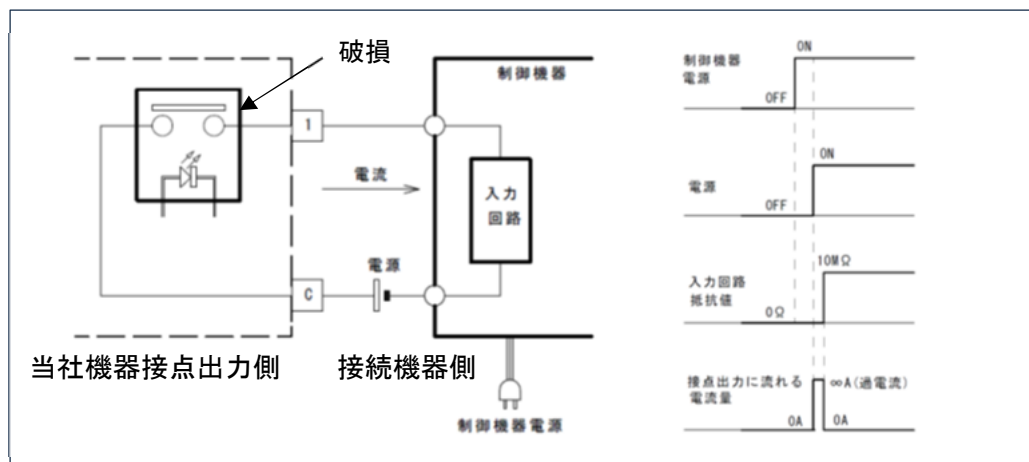 破損
1
電流
電源
C
制御機器
入力
回路
当社機器接点出力側
接続機器側
制御機器電源
制御機器
電源
ON
OFF
電源
ON
OFF
入力回路
抵抗値
10MΩ
0Ω
接点出力に流れる
電流量
∞A(過電流)
0A
0A